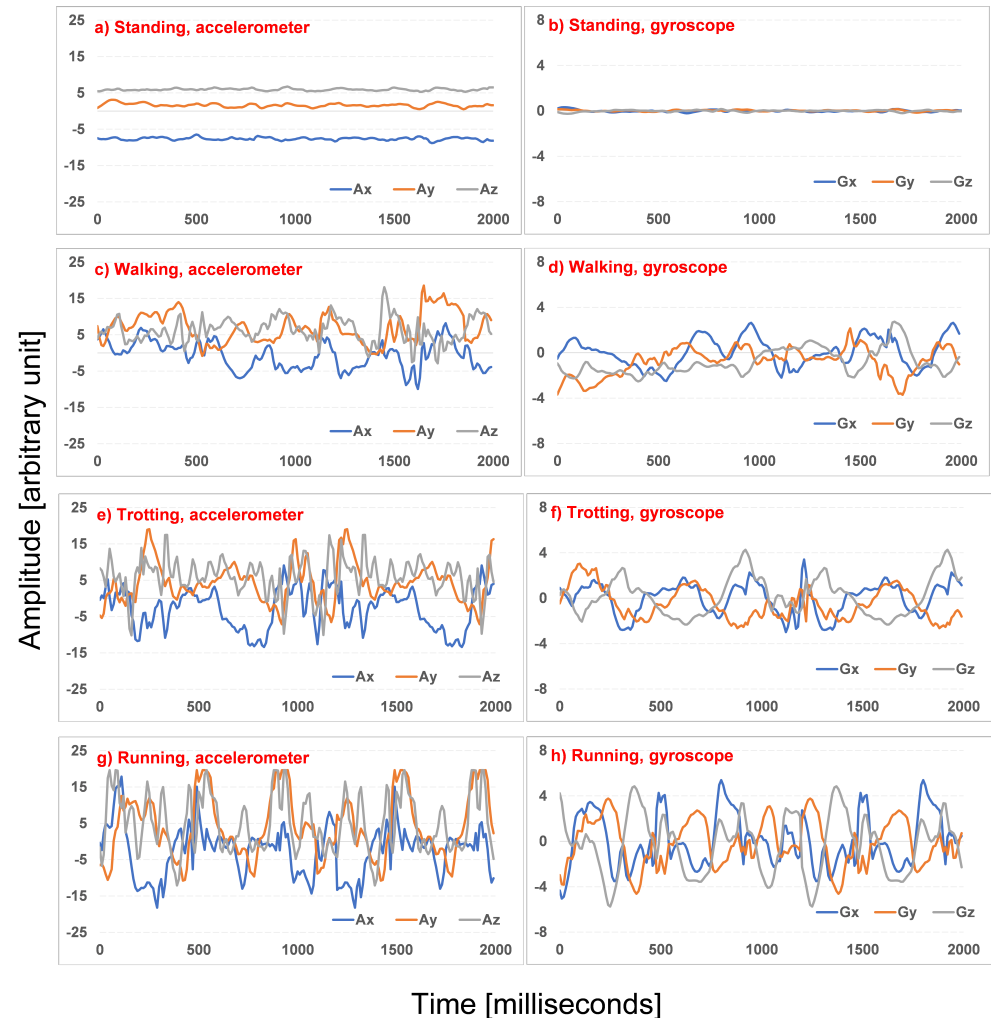 Amplitude [arbitrary unit]
a) Standing, accelerometer
25
15
5
-5
-15
-25
Ax Ay Az
0 500 1000 1500 2000
b) Standing, gyroscope
8
4
0
-4
-8
Gx Gy Gz
0 500 1000 1500 2000
c) Walking, accelerometer
25
15
5
-5
-15
-25
Ax Ay Az
0 500 1000 1500 2000
d) Walking, gyroscope
8
4
0
-4
-8
Gx Gy Gz
0 500 1000 1500 2000
e) Trotting, accelerometer
25
15
5
-5
-15
-25
Ax Ay Az
0 500 1000 1500 2000
f) Trotting, gyroscope
8
4
0
-4
-8
Gx Gy Gz
0 500 1000 1500 2000
g) Running, accelerometer
25
15
5
-5
-15
-25
Ax Ay Az
0 500 1000 1500 2000
h) Running, gyroscope
8
4
0
-4
-8
Gx Gy Gz
0 500 1000 1500 2000
Time [milliseconds]